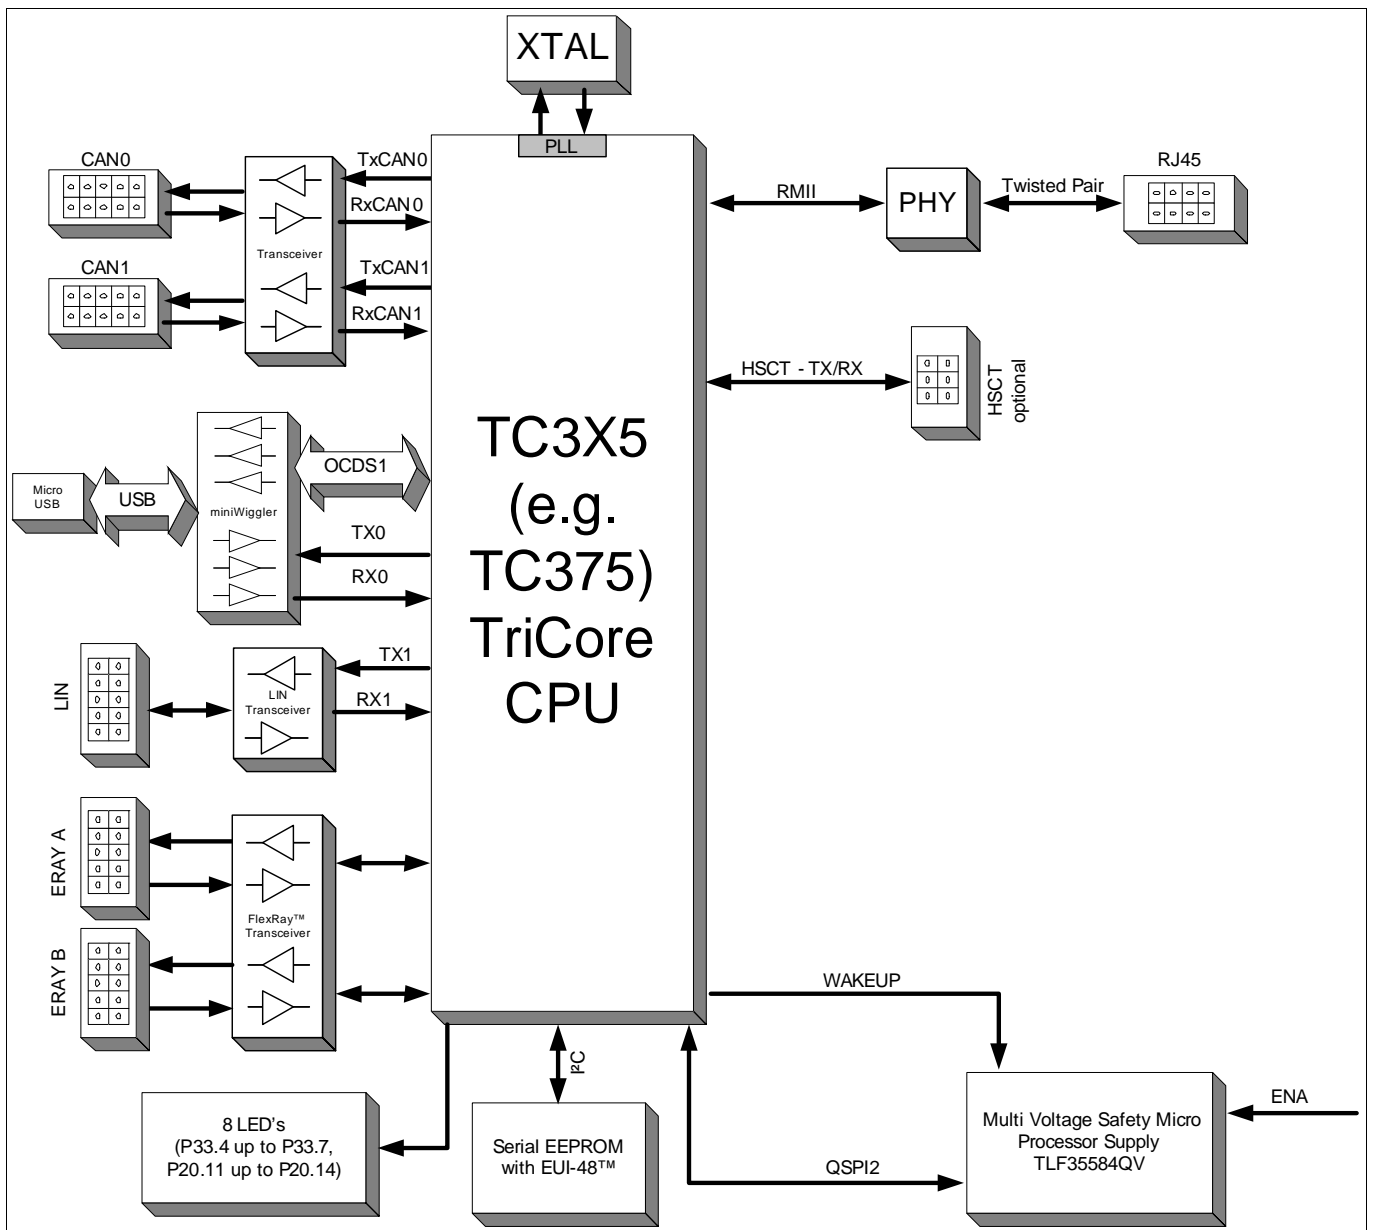 XTAL
PLL
CAN0
TxCAN0
RxCAN0
Transceiver
CAN1
TxCAN1
RxCAN1
RMII
PHY
Twisted Pair
RJ45
HSCT - TX/RX
HSCT
optional
TC3X5
(e.g.
TC375)
TriCore
CPU
Micro
USB
USB
miniWiggler
OCDS1
TX0
RX0
LIN
LIN
Transceiver
TX1
RX1
ERAY A
ERAY B
FlexRay™
Transceiver
WAKEUP
I²C
8 LED's
(P33.4 up to P33.7,
P20.11 up to P20.14)
Serial EEPROM
with EUI-48™
QSPI2
Multi Voltage Safety Micro
Processor Supply
TLF35584QV
ENA